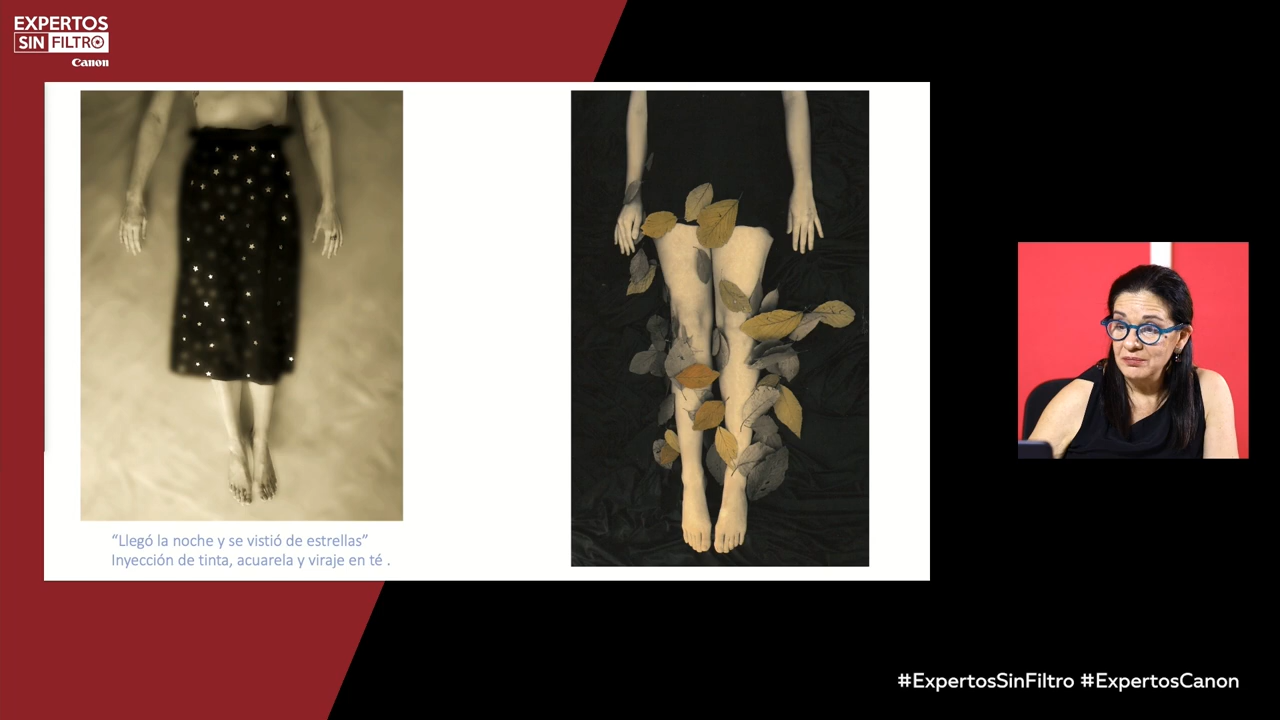 EXPERTOS
SIN FILTRO
Canon
“Llegó la noche y se vistió de estrellas”
Inyección de tinta, acuarela y viraje en té .
#ExpertosSinFiltro #ExpertosCanon